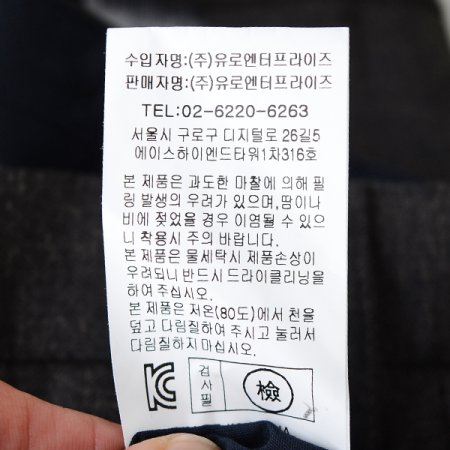 수입자명:(주)유로엔터프라이즈
판매자명:(주)유로엔터프라이즈
TEL:02-6220-6263
서울시 구로구 디지털로 26길5
에이스하이엔드타워1차316호
본 제품은 과도한 마찰에 의해 필
링 발생의 우려가 있으며,땀이나
비에 젖었을 경우 이염될 수 있으
니 착용시 주의 바랍니다.
본 제품은 물세탁시 제품손상이
우려되니 반드시 드라이클리닝을
하여 주십시오.
본 제품은 저온(80도)에서 천을
덮고 다림질하여 주시고 눌러서
다림질하지 마십시오.
KC 검사필 檢